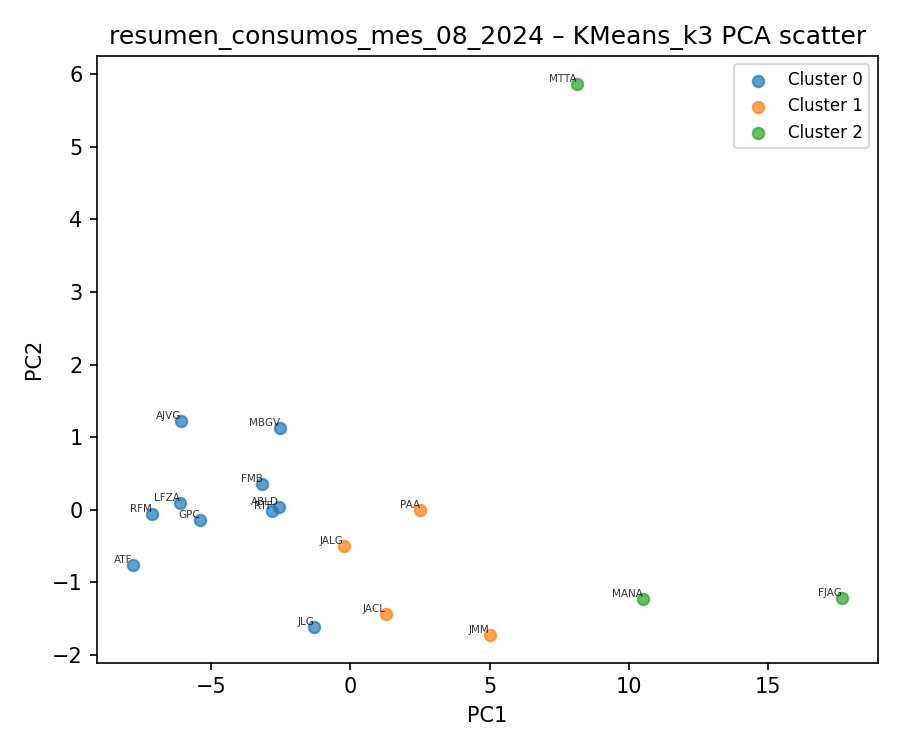 resumen_consumos_mes_08_2024 – KMeans_k3 PCA scatter
Cluster 0
Cluster 1
Cluster 2
6
5
4
3
2
1
0
−1
−2
PC2
MTTA
AJVG
MBGV
FMB
LFZA
ABLD
RFM
GPC
PAA
JALG
ATF
MANA
FJAG
JACL
JLG
JMM
−5
0
5
10
15
PC1